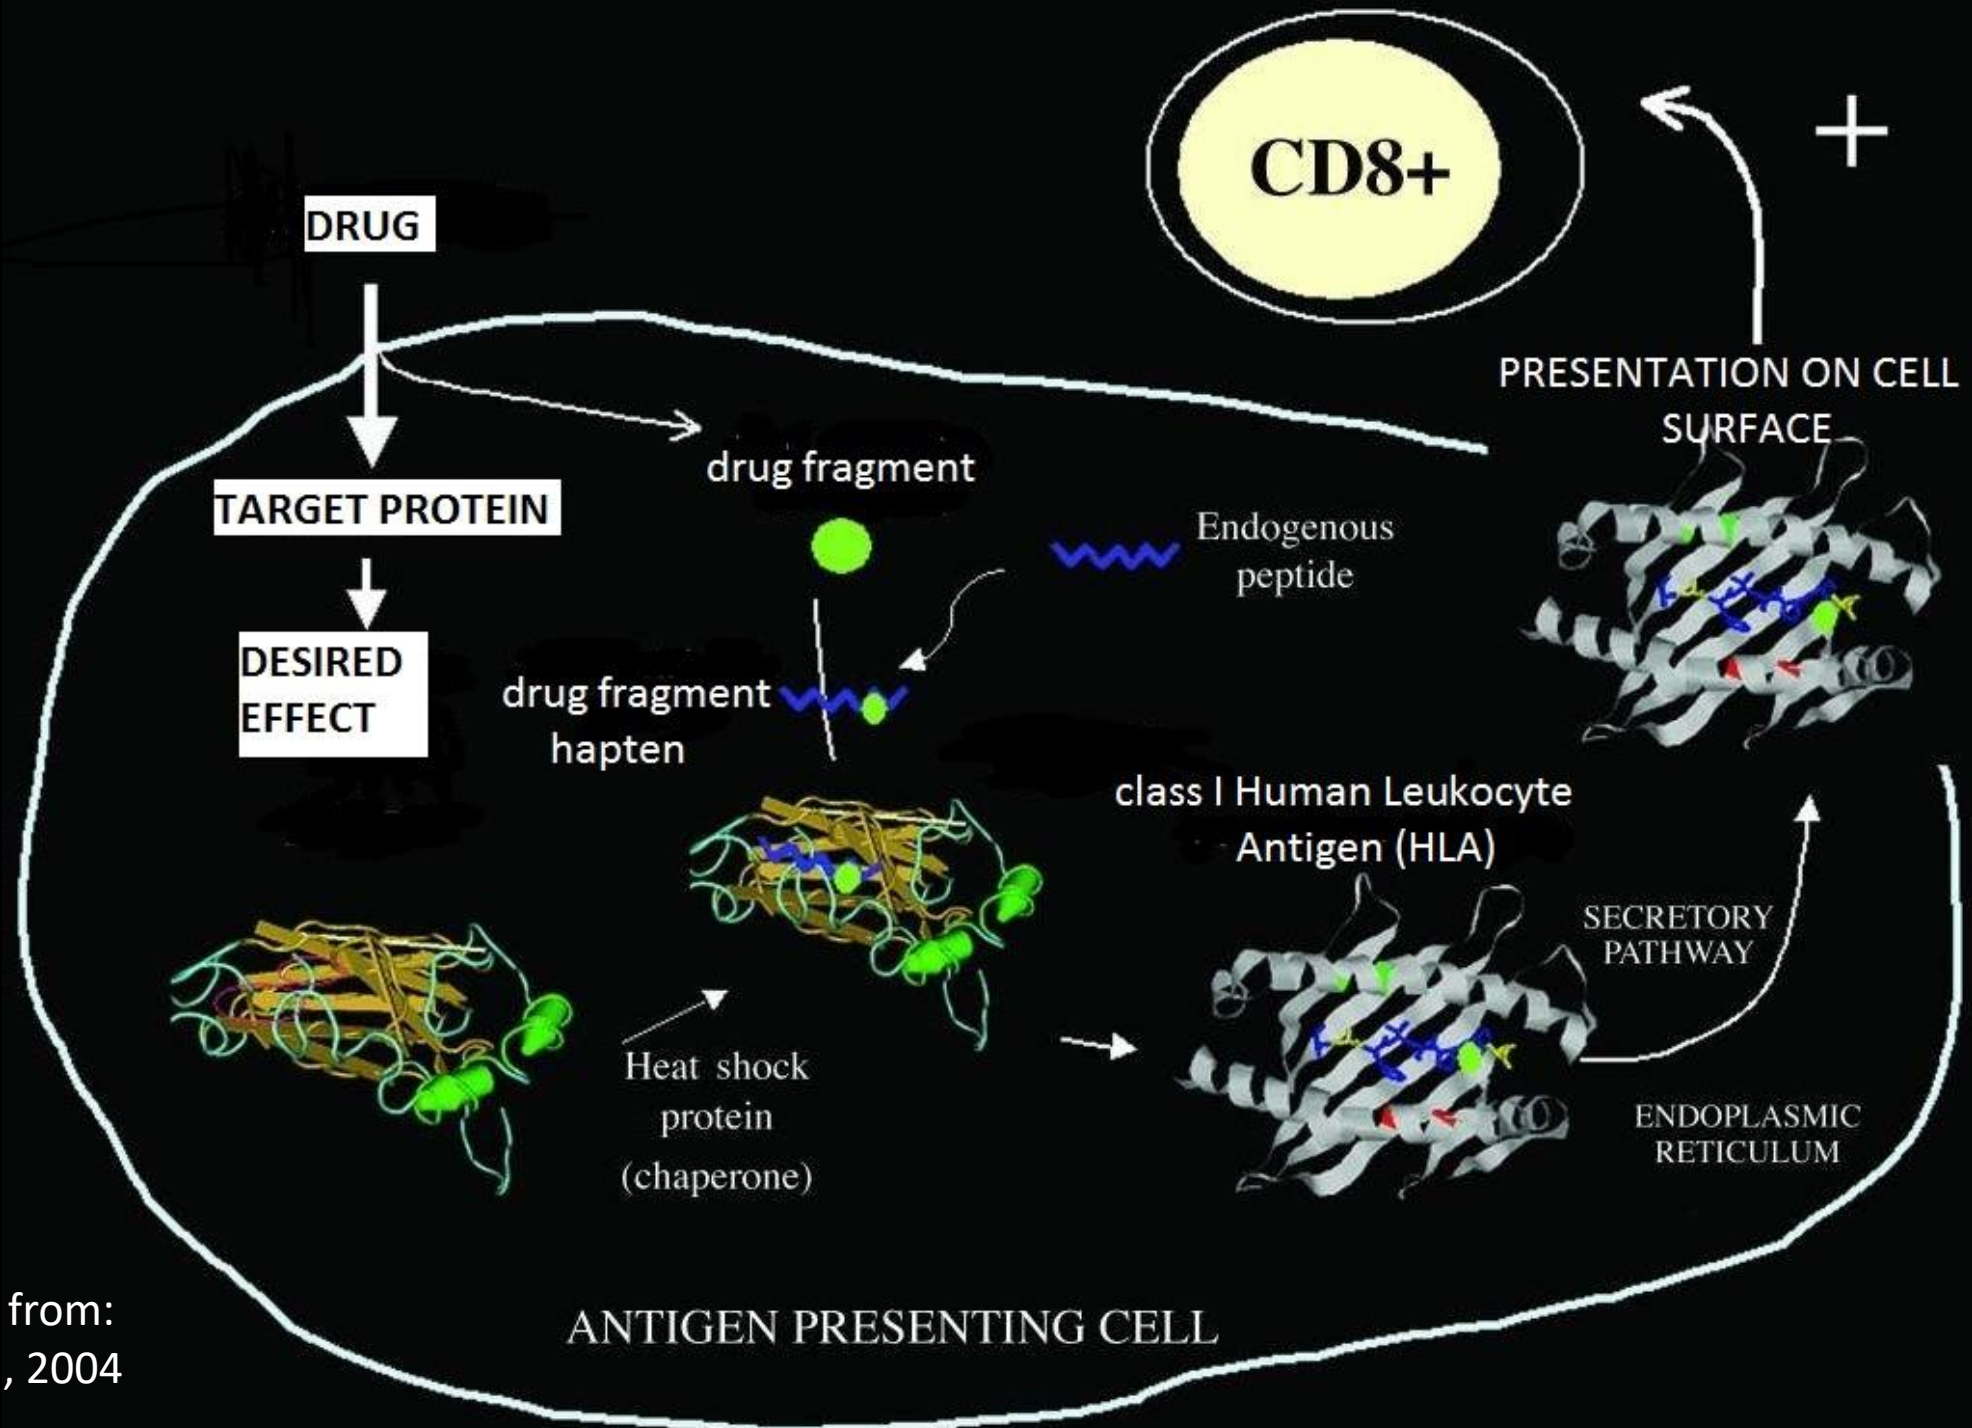 CD8+
+
DRUG
PRESENTATION ON CELL
SURFACE
drug fragment
TARGET PROTEIN
Endogenous
peptide
DESIRED
EFFECT
drug fragment
hapten
class I Human Leukocyte
Antigen (HLA)
SECRETORY
PATHWAY
Heat shock
protein
(chaperone)
ENDOPLASMIC
RETICULUM
from:
, 2004
ANTIGEN PRESENTING CELL